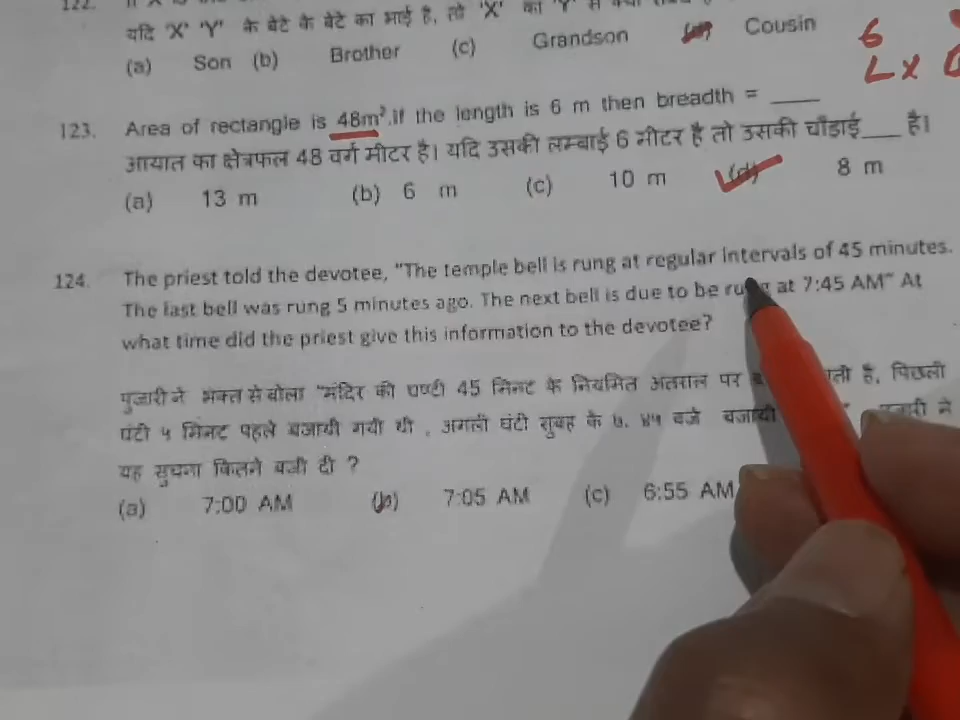 122.
यदि 'X' 'Y' के बेटे के बेटे का भाई है, तो 'X' का 'Y' से क्या
(a) Son (b) Brother (c) Grandson Cousin
6
L x
123. Area of rectangle is 48m². If the length is 6 m then breadth = ____
आयात का क्षेत्रफल 48 वर्ग मीटर है। यदि उसकी लम्बाई 6 मीटर है तो उसकी चौंडाई ____ है।
(a) 13 m (b) 6 m (c) 10 m (d) 8 m
124. The priest told the devotee, "The temple bell is rung at regular intervals of 45 minutes.
The last bell was rung 5 minutes ago. The next bell is due to be rung at 7:45 AM" At
what time did the priest give this information to the devotee?
पुजारी ने भक्त से बोला "मंदिर की घण्टी 45 मिनट के नियमित अंतराल पर है, पिछली
घंटी ५ मिनट पहले बजायी गयी थी , अगली घंटी सुबह के ७. ४५ बजे बजायी ने
यह सुचना कितने बजे दी ?
(a) 7:00 AM (b) 7:05 AM (c) 6:55 AM